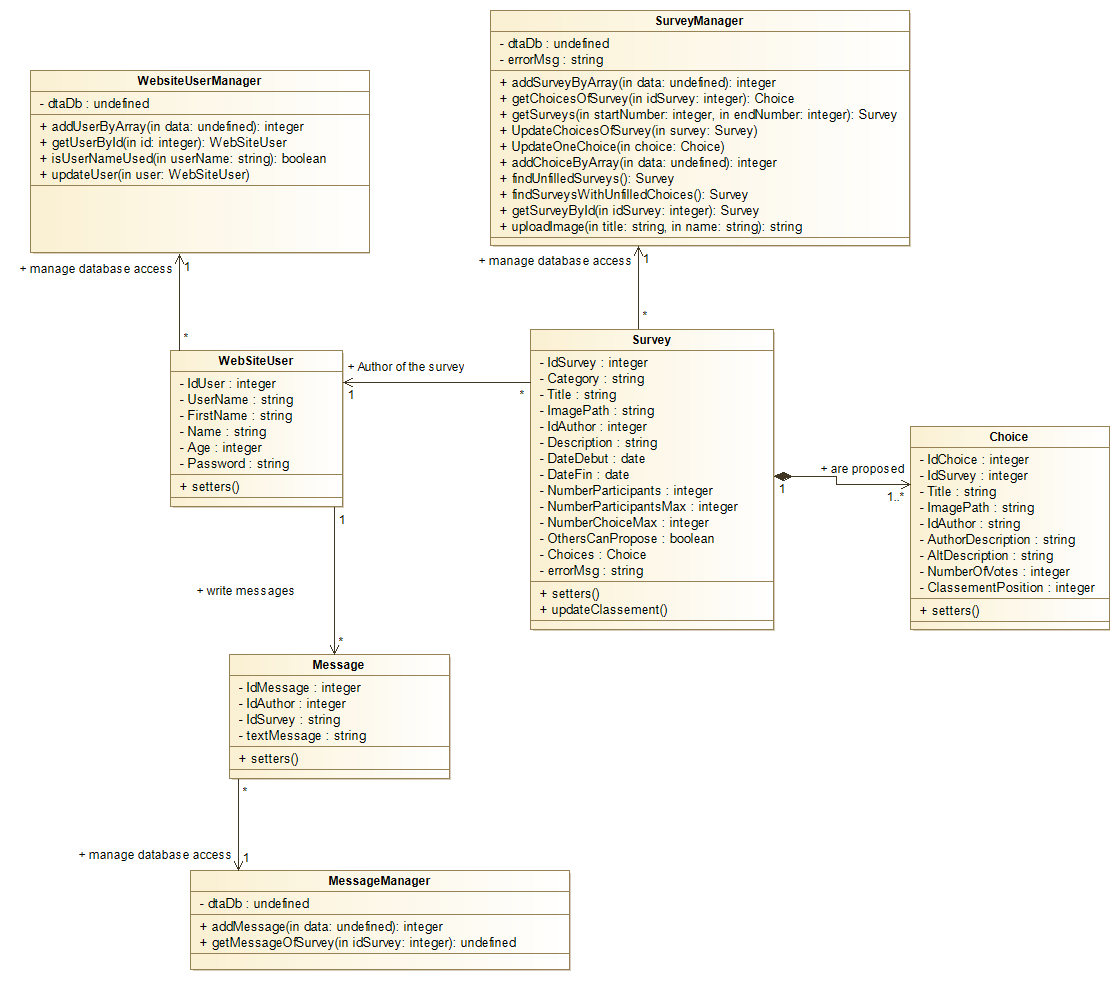 SurveyManager
- dtaDb : undefined
- errorMsg : string
+ addSurveyByArray(in data: undefined): integer
+ getChoicesOfSurvey(in idSurvey: integer): Choice
+ getSurveys(in startNumber: integer, in endNumber: integer): Survey
+ UpdateChoicesOfSurvey(in survey: Survey)
+ UpdateOneChoice(in choice: Choice)
+ addChoiceByArray(in data: undefined): integer
+ findUnfilledSurveys(): Survey
+ findSurveysWithUnfilledChoices(): Survey
+ getSurveyById(in idSurvey: integer): Survey
+ uploadImage(in title: string, in name: string): string
WebsiteUserManager
- dtaDb : undefined
+ addUserByArray(in data: undefined): integer
+ getUserById(in id: integer): WebSiteUser
+ isUserNameUsed(in userName: string): boolean
+ updateUser(in user: WebSiteUser)
+ manage database access
1
*
+ manage database access
1
*
WebSiteUser
- IdUser : integer
- UserName : string
- FirstName : string
- Name : string
- Age : integer
- Password : string
+ setters()
+ Author of the survey
1
*
Survey
- IdSurvey : integer
- Category : string
- Title : string
- ImagePath : string
- IdAuthor : integer
- Description : string
- DateDebut : date
- DateFin : date
- NumberParticipants : integer
- NumberParticipantsMax : integer
- NumberChoiceMax : integer
- OthersCanPropose : boolean
- Choices : Choice
- errorMsg : string
+ setters()
+ updateClassement()
+ are proposed
1
1..*
Choice
- IdChoice : integer
- IdSurvey : integer
- Title : string
- ImagePath : string
- IdAuthor : string
- AuthorDescription : string
- AltDescription : string
- NumberOfVotes : integer
- ClassementPosition : integer
+ setters()
1
+ write messages
*
Message
- IdMessage : integer
- IdAuthor : integer
- IdSurvey : string
- textMessage : string
+ setters()
*
+ manage database access
1
MessageManager
- dtaDb : undefined
+ addMessage(in data: undefined): integer
+ getMessageOfSurvey(in idSurvey: integer): undefined